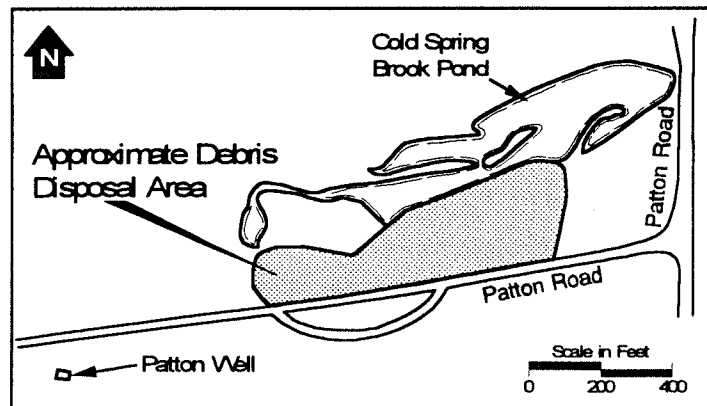 N
Cold Spring
Brook Pond
Approximate Debris
Disposal Area
Patton Road
Patton Road
Patton Well
Scale in Feet
0 200 400